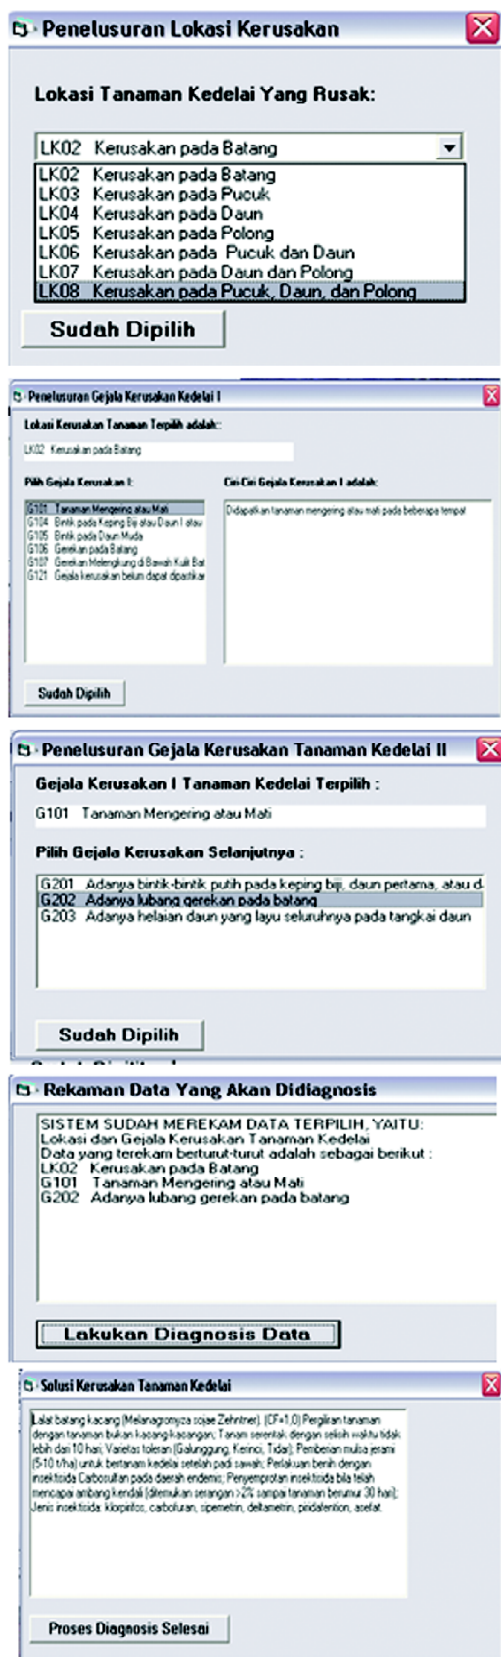 Penelusuran Lokasi Kerusakan
Lokasi Tanaman Kedelai Yang Rusak:
LK02 Kerusakan pada Batang
LK02 Kerusakan pada Batang
LK03 Kerusakan pada Pucuk
LK04 Kerusakan pada Daun
LK05 Kerusakan pada Polong
LK06 Kerusakan pada Pucuk dan Daun
LK07 Kerusakan pada Daun dan Polong
LK08 Kerusakan pada Pucuk, Daun, dan Polong
Sudah Dipilih
Penelusuran Gejala Kerusakan Kedelai I
Lokasi Kerusakan Tanaman Terpilih adalah:
LK02 Kerusakan pada Batang
Pilih Gejala Kerusakan I:
Ciri-Ciri Gejala Kerusakan I adalah:
G101 Tanaman Mengering atau Mati
G104 Bintik pada Keping Biji atau Daun I atau
G105 Bintik pada Daun Muda
G106 Gerekan pada Batang
G107 Gerekan Melengkung di Bawah Kulit Bat
G121 Gejala kerusakan belum dapat dipastikan
Didapatkan tanaman mengering atau mati pada beberapa tempat
Sudah Dipilih
Penelusuran Gejala Kerusakan Tanaman Kedelai II
Gejala Kerusakan I Tanaman Kedelai Terpilih :
G101 Tanaman Mengering atau Mati
Pilih Gejala Kerusakan Selanjutnya :
G201 Adanya bintik-bintik putih pada keping biji, daun pertama, atau d
G202 Adanya lubang gerekan pada batang
G203 Adanya helaian daun yang layu seluruhnya pada tangkai daun
Sudah Dipilih
Rekaman Data Yang Akan Didiagnosis
SISTEM SUDAH MEREKAM DATA TERPILIH, YAITU:
Lokasi dan Gejala Kerusakan Tanaman Kedelai
Data yang terekam berturut-turut adalah sebagai berikut :
LK02 Kerusakan pada Batang
G101 Tanaman Mengering atau Mati
G202 Adanya lubang gerekan pada batang
Lakukan Diagnosis Data
Solusi Kerusakan Tanaman Kedelai
Lalat batang kacang (Melanagromyza sojae Zehntner). (CF=1,0) Pergiliran tanaman
dengan tanaman bukan kacang-kacangan; Tanam serentak dengan selisih waktu tidak
lebih dari 10 hari; Varietas toleran (Galunggung, Kerinci, Tidar); Pemberian mulsa jerami
(5-10 t/ha) untuk bertanam kedelai setelah padi sawah; Perlakuan benih dengan
insektisida Carbosulfan pada daerah endemis; Penyemprotan insektisida bila telah
mencapai ambang kendali (ditemukan serangan >2% sampai tanaman berumur 30 hari);
Jenis insektisida: klorpirifos, carbofuran, sipermetrin, deltametrin, piridafention, asefat.
Proses Diagnosis Selesai